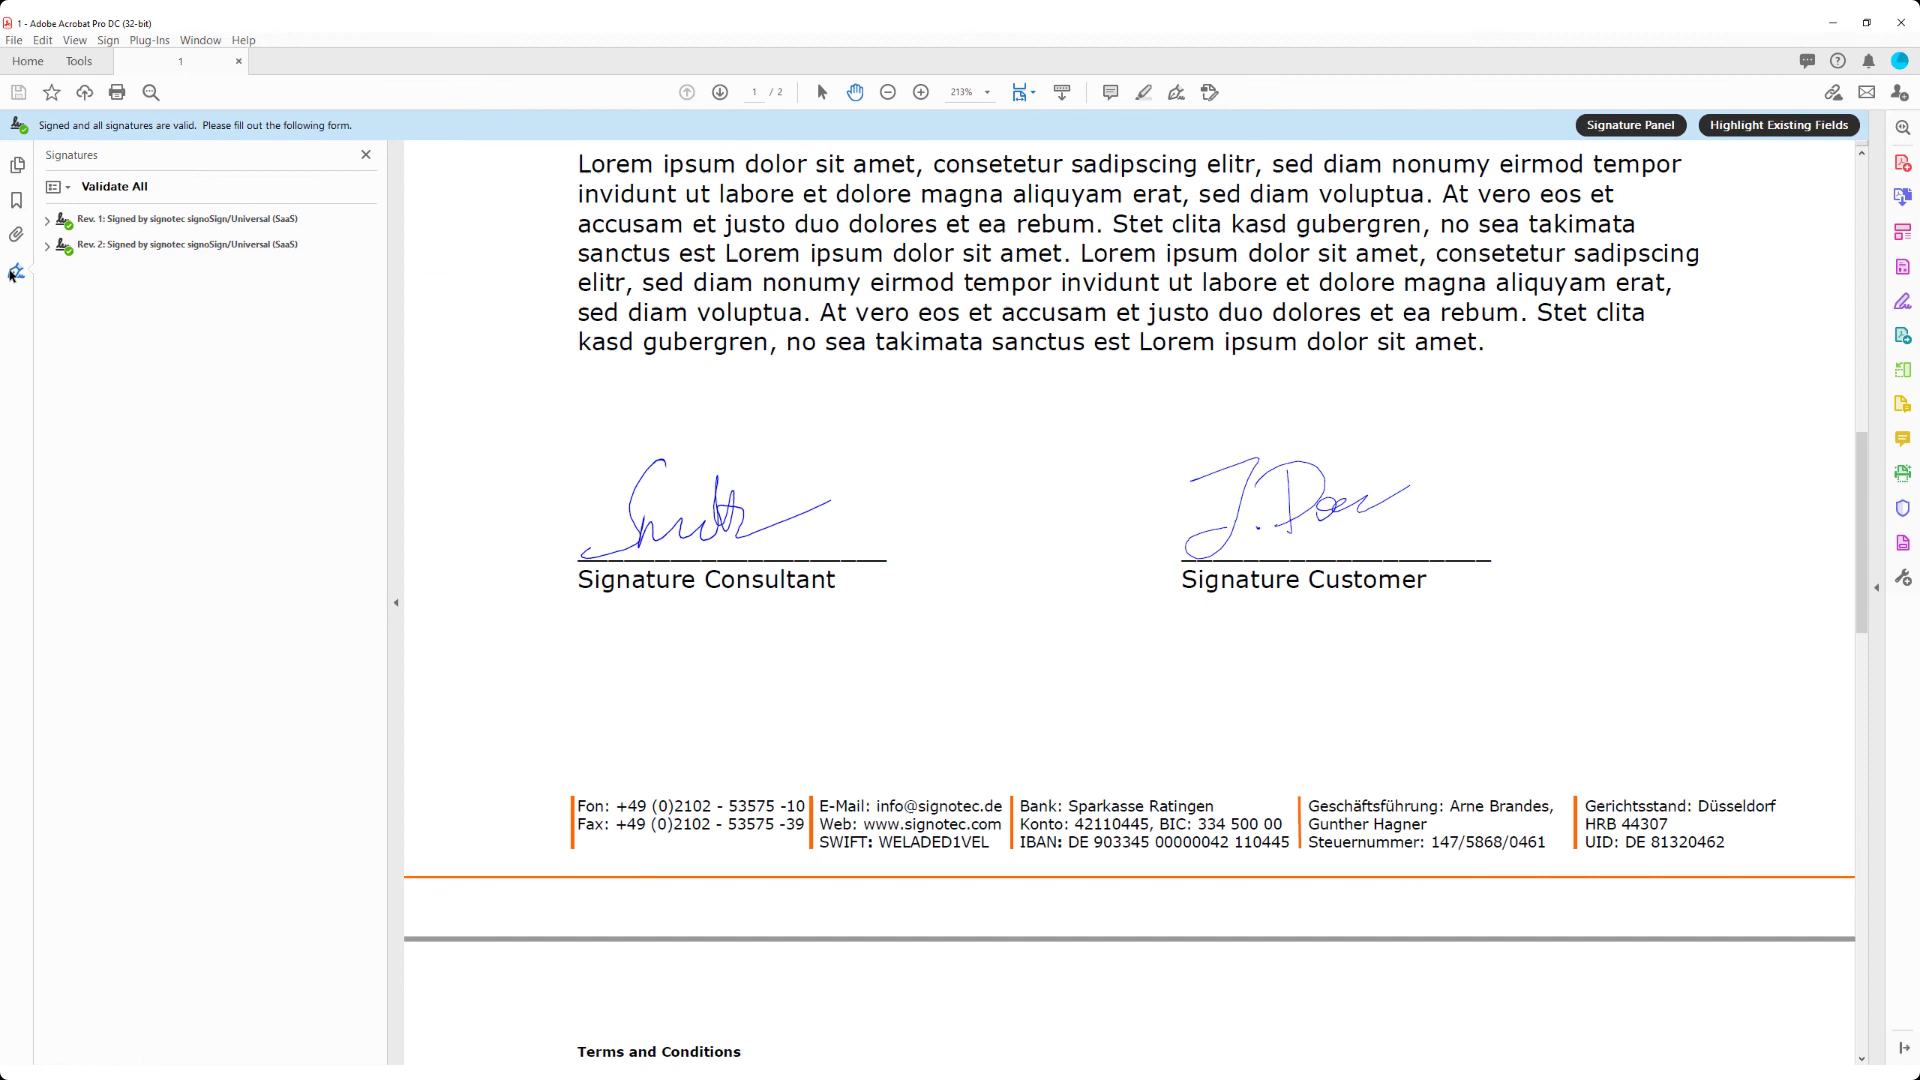 1 - Adobe Acrobat Pro DC (32-bit)
File Edit View Sign Plug-Ins Window Help
Home Tools 1
1 / 2 213%
Signed and all signatures are valid. Please fill out the following form.
Signature Panel Highlight Existing Fields
Signatures
Validate All
Rev. 1: Signed by signotec signoSign/Universal (SaaS)
Rev. 2: Signed by signotec signoSign/Universal (SaaS)
Lorem ipsum dolor sit amet, consetetur sadipscing elitr, sed diam nonumy eirmod tempor
invidunt ut labore et dolore magna aliquyam erat, sed diam voluptua. At vero eos et
accusam et justo duo dolores et ea rebum. Stet clita kasd gubergren, no sea takimata
sanctus est Lorem ipsum dolor sit amet. Lorem ipsum dolor sit amet, consetetur sadipscing
elitr, sed diam nonumy eirmod tempor invidunt ut labore et dolore magna aliquyam erat,
sed diam voluptua. At vero eos et accusam et justo duo dolores et ea rebum. Stet clita
kasd gubergren, no sea takimata sanctus est Lorem ipsum dolor sit amet.
J. Doe
Signature Consultant
Signature Customer
Fon: +49 (0)2102 - 53575 -10
Fax: +49 (0)2102 - 53575 -39
E-Mail: info@signotec.de
Web: www.signotec.com
SWIFT: WELADED1VEL
Bank: Sparkasse Ratingen
Konto: 42110445, BIC: 334 500 00
IBAN: DE 903345 00000042 110445
Geschäftsführung: Arne Brandes,
Gunther Hagner
Steuernummer: 147/5868/0461
Gerichtsstand: Düsseldorf
HRB 44307
UID: DE 81320462
Terms and Conditions